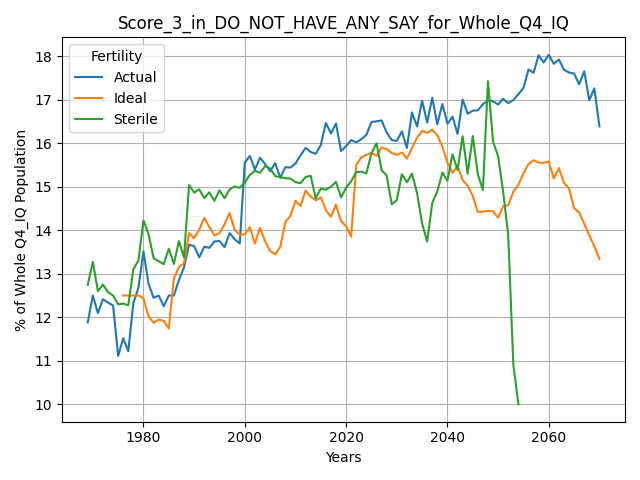 Score_3_in_DO_NOT_HAVE_ANY_SAY_for_Whole_Q4_IQ
Fertility
Actual
Ideal
Sterile
% of Whole Q4_IQ Population
18
17
16
15
14
13
12
11
10
1980
2000
2020
2040
2060
Years